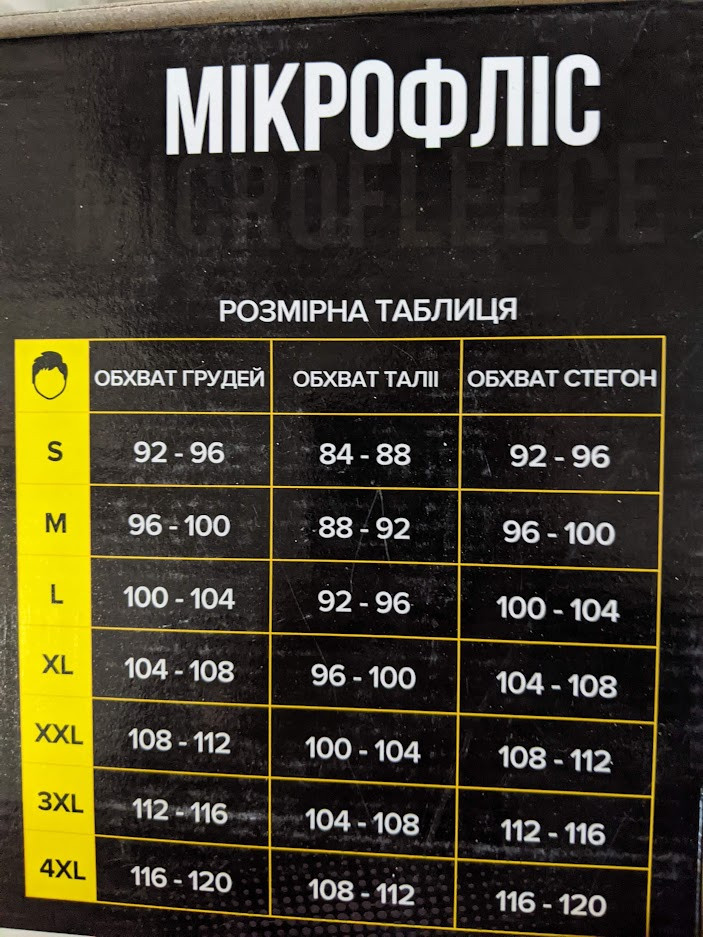 МІКРОФЛІС
MICROFLEECE
РОЗМІРНА ТАБЛИЦЯ
ОБХВАТ ГРУДЕЙ ОБХВАТ ТАЛІІ ОБХВАТ СТЕГОН
S 92 - 96 84 - 88 92 - 96
M 96 - 100 88 - 92 96 - 100
L 100 - 104 92 - 96 100 - 104
XL 104 - 108 96 - 100 104 - 108
XXL 108 - 112 100 - 104 108 - 112
3XL 112 - 116 104 - 108 112 - 116
4XL 116 - 120 108 - 112 116 - 120